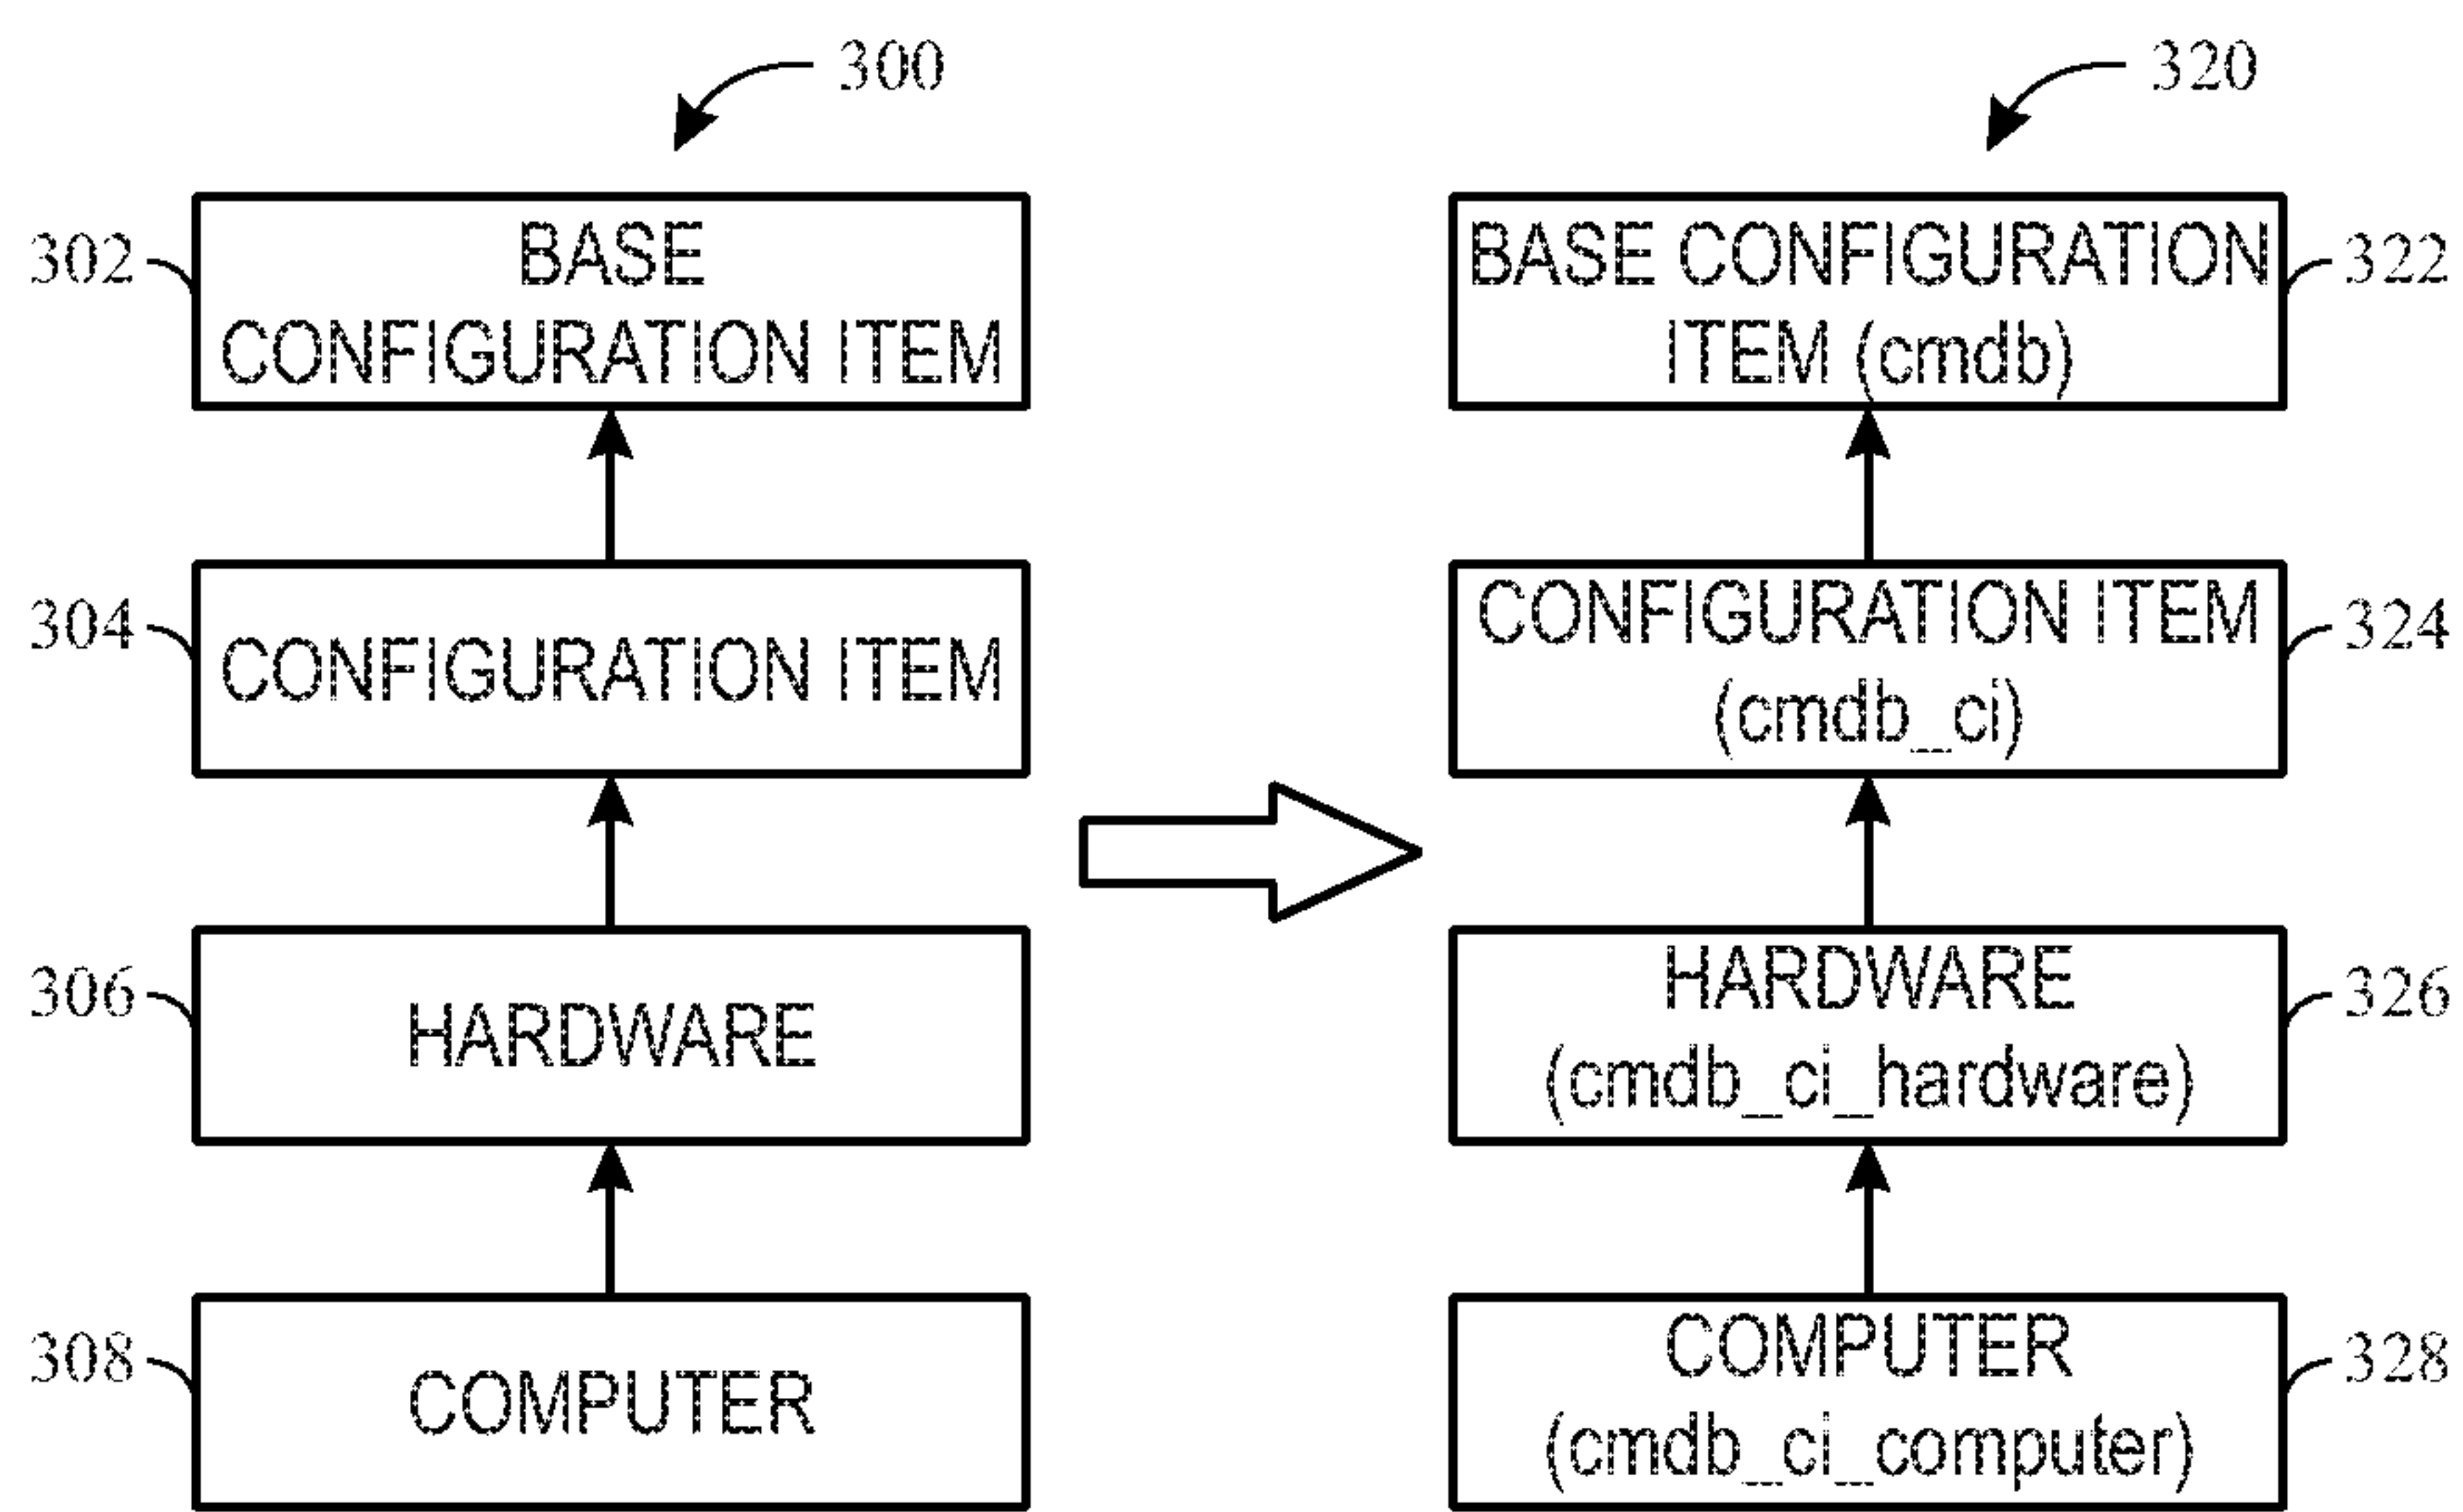 300
302
BASE
CONFIGURATION ITEM
304
CONFIGURATION ITEM
306
HARDWARE
308
COMPUTER
320
BASE CONFIGURATION
ITEM (cmdb)
322
CONFIGURATION ITEM
(cmdb_ci)
324
HARDWARE
(cmdb_ci_hardware)
326
COMPUTER
(cmdb_ci_computer)
328